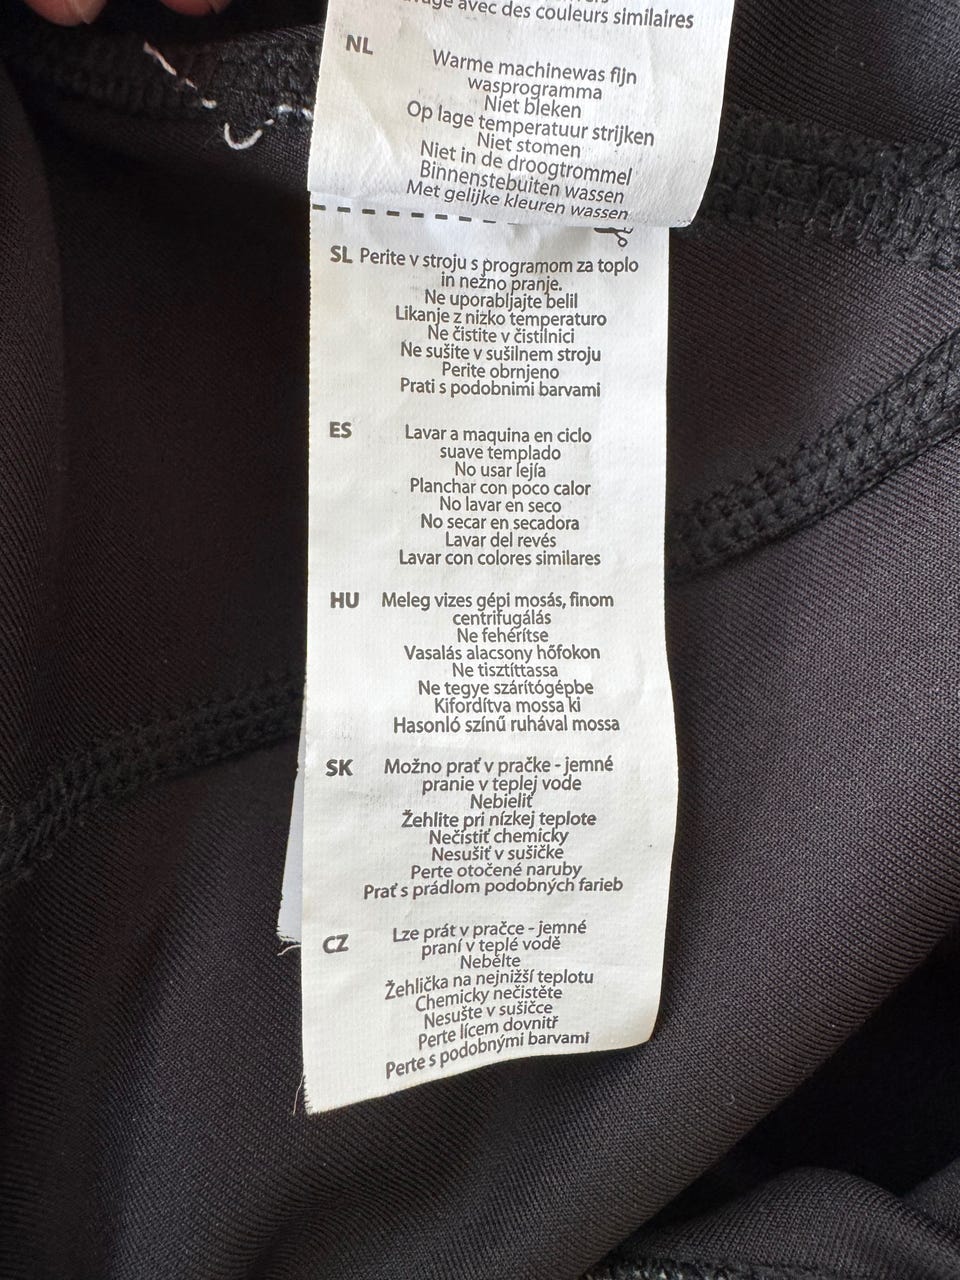 avec des couleurs similaires
NL
Warme machinewas fijn
wasprogramma
Niet bleken
Op lage temperatuur strijken
Niet stomen
Niet in de droogtrommel
Binnenstebuiten wassen
Met gelijke kleuren wassen
SL Perite v stroju s programom za toplo
in nežno pranje.
Ne uporabljajte belil
Likanje z nizko temperaturo
Ne čistite v čistilnici
Ne sušite v sušilnem stroju
Perite obrnjeno
Prati s podobnimi barvami
ES Lavar a maquina en ciclo
suave templado
No usar lejía
Planchar con poco calor
No lavar en seco
No secar en secadora
Lavar del revés
Lavar con colores similares
HU Meleg vizes gépi mosás, finom
centrifugálás
Ne fehérítse
Vasalás alacsony hőfokon
Ne tisztíttassa
Ne tegye szárítógépbe
Kifordítva mossa ki
Hasonló színű ruhával mossa
SK Možno prať v pračke - jemné
pranie v teplej vode
Nebieliť
Žehlite pri nízkej teplote
Nečistiť chemicky
Nesušiť v sušičke
Perte otočené naruby
Prať s prádlom podobných farieb
CZ Lze prát v pračce - jemné
praní v teplé vodě
Nebělte
Žehlička na nejnižší teplotu
Chemicky nečistěte
Nesušte v sušičce
Perte lícem dovnitř
Perte s podobnými barvami